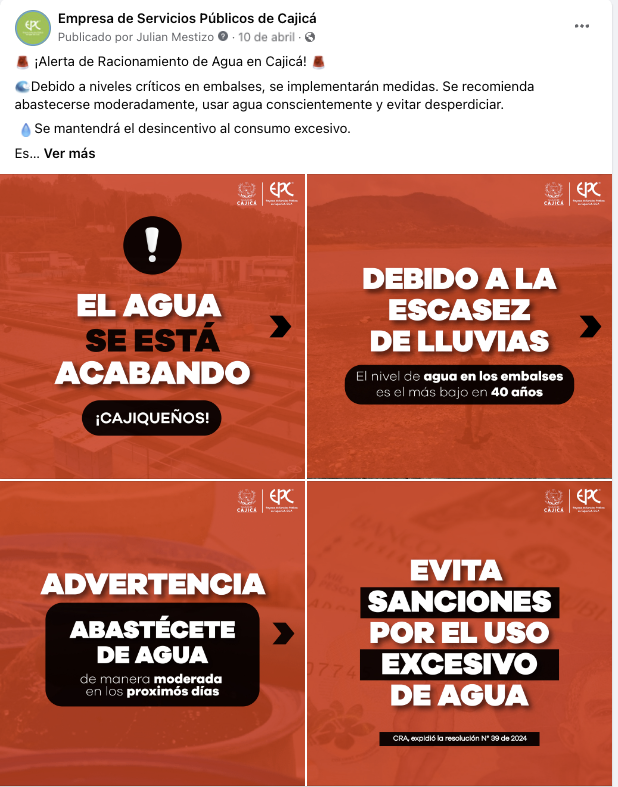 Empresa de Servicios Públicos de Cajicá
Publicado por Julian Mestizo · 10 de abril ·
¡Alerta de Racionamiento de Agua en Cajicá!
Debido a niveles críticos en embalses, se implementarán medidas. Se recomienda
abastecerse moderadamente, usar agua conscientemente y evitar desperdiciar.
Se mantendrá el desincentivo al consumo excesivo.
Es... Ver más
CAJICÁ
EPC
EL AGUA
SE ESTÁ
ACABANDO
¡CAJIQUEÑOS!
CAJICÁ
EPC
DEBIDO A LA
ESCASEZ
DE LLUVIAS
El nivel de agua en los embalses
es el más bajo en 40 años
CAJICÁ
EPC
ADVERTENCIA
ABASTÉCETE
DE AGUA
de manera moderada
en los proximós días
CAJICÁ
EPC
EVITA
SANCIONES
POR EL USO
EXCESIVO
DE AGUA
CRA, expidió la resolución N° 39 de 2024